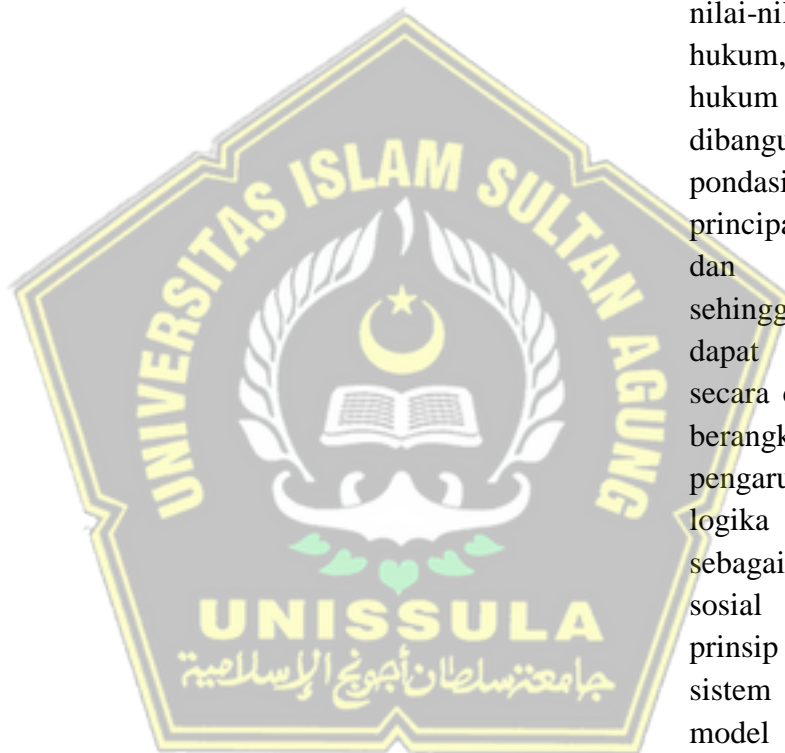 UNIVERSITAS ISLAM SULTAN AGUNG
UNISSULA
جامعة سلطان أجونج الإسلامية
nilai-nil
hukum,
hukum
dibangu
pondasi
principa
dan
sehingg
dapat
secara
berangk
pengaru
logika
sebagai
sosial
prinsip
sistem
model